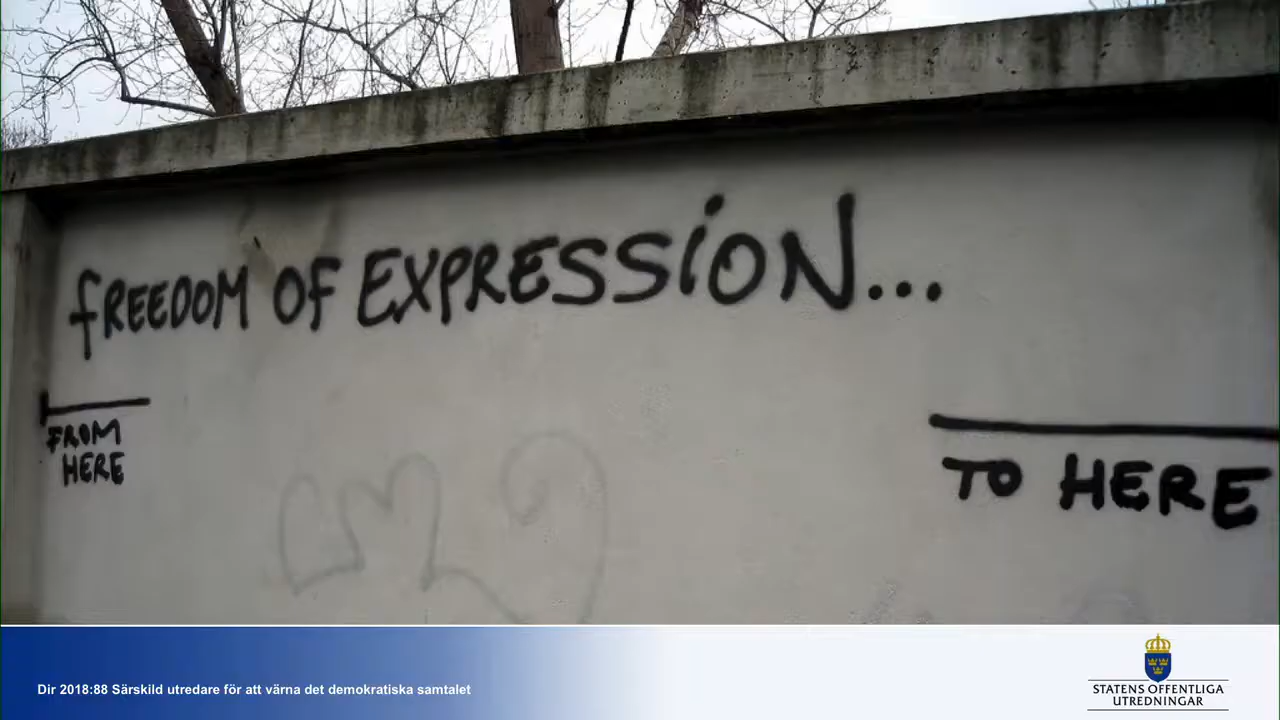 fREEDOM OF EXPRESSiON...
FROM
HERE
TO HERE
Dir 2018:88 Särskild utredare för att värna det demokratiska samtalet
STATENS OFFENTLIGA
UTREDNINGAR